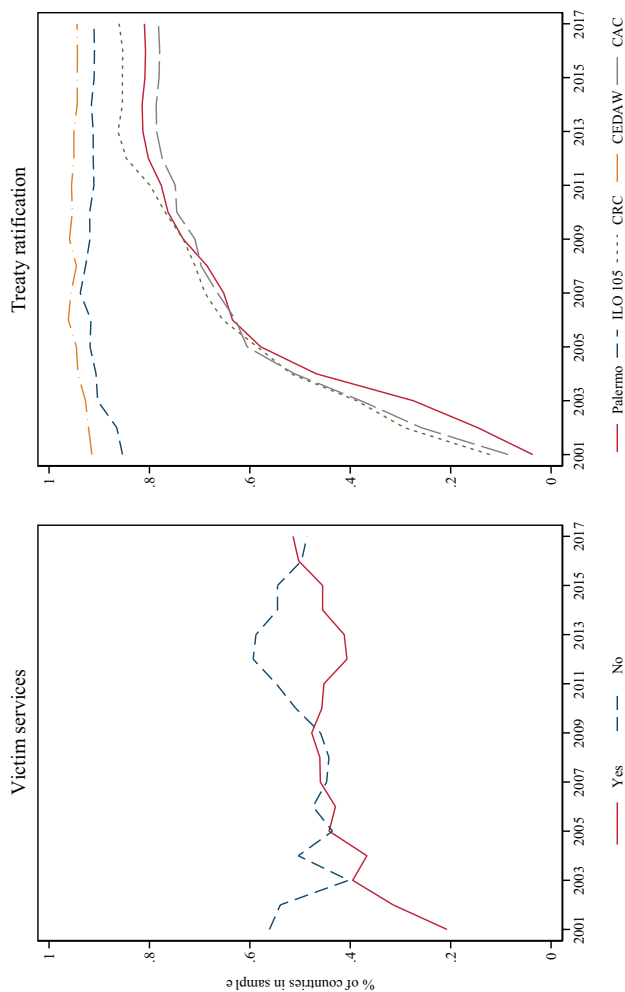 Victim services
% of countries in sample
1
.8
.6
.4
.2
0
2001 2003 2005 2007 2009 2011 2013 2015 2017
Yes No
Treaty ratification
1
.8
.6
.4
.2
0
2001 2003 2005 2007 2009 2011 2013 2015 2017
Palermo ILO 105 CRC CEDAW CAC